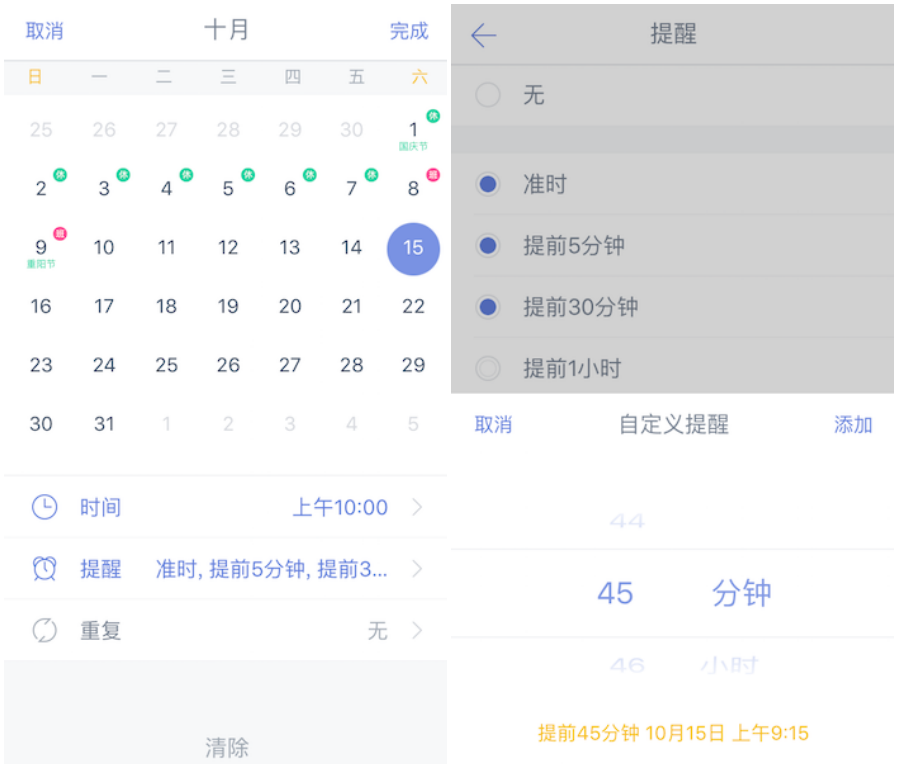 取消 十月 完成
日 一 二 三 四 五 六
25 26 27 28 29 30 1 休
国庆节
2 休 3 休 4 休 5 休 6 休 7 休 8 班
9 班 10 11 12 13 14 15
重阳节
16 17 18 19 20 21 22
23 24 25 26 27 28 29
30 31 1 2 3 4 5
时间 上午10:00
提醒 准时, 提前5分钟, 提前3...
重复 无
清除
提醒
无
准时
提前5分钟
提前30分钟
提前1小时
取消 自定义提醒 添加
44
45 分钟
46 小时
提前45分钟 10月15日 上午9:15